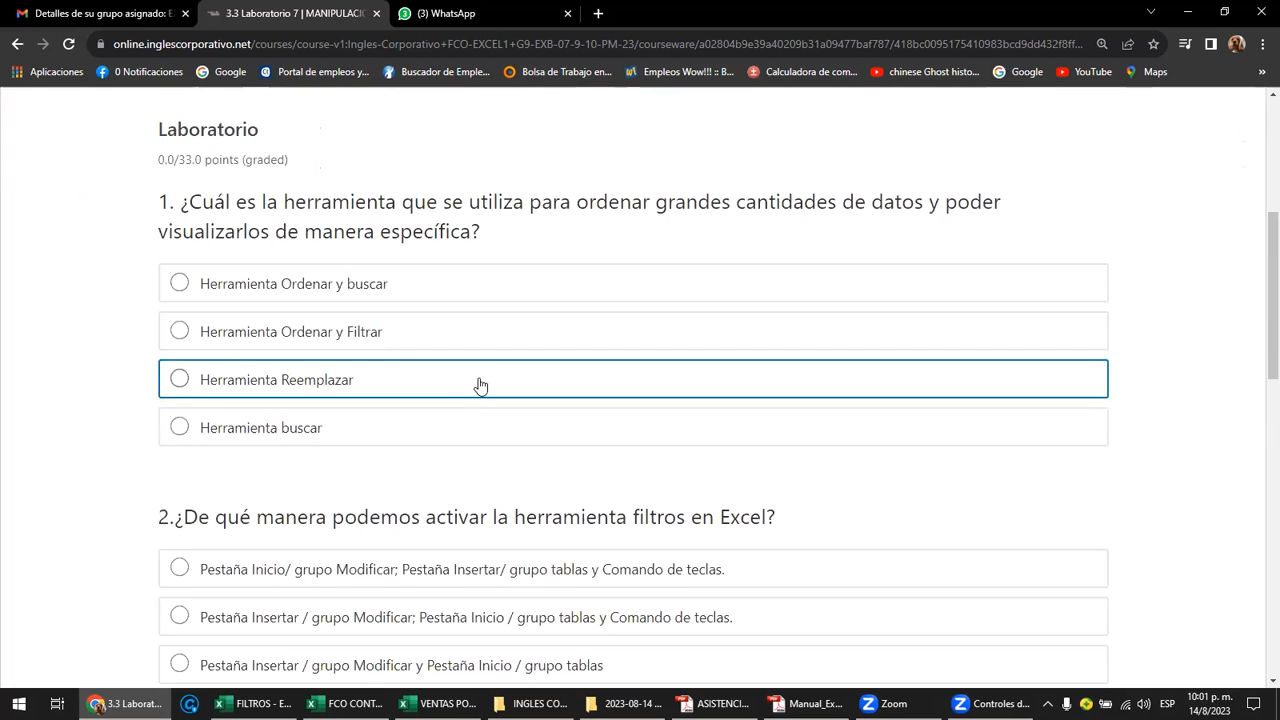 Detalles de su grupo asignado: E
3.3 Laboratorio 7 | MANIPULACIO
(3) WhatsApp
online.inglescorporativo.net/courses/course-v1:Ingles-Corporativo+FCO-EXCEL1+G9-EXB-07-9-10-PM-23/courseware/a02804b9e39a40209b31a09477baf787/418bc0095175410983bcd9dd432f8ff...
Aplicaciones
0 Notificaciones
Google
Portal de empleos y...
Buscador de Emple...
Bolsa de Trabajo en...
Empleos Wow!!! :: B...
Calculadora de com...
chinese Ghost histo...
Google
YouTube
Maps
»
Laboratorio
0.0/33.0 points (graded)
1. ¿Cuál es la herramienta que se utiliza para ordenar grandes cantidades de datos y poder
visualizarlos de manera específica?
Herramienta Ordenar y buscar
Herramienta Ordenar y Filtrar
Herramienta Reemplazar
Herramienta buscar
2.¿De qué manera podemos activar la herramienta filtros en Excel?
Pestaña Inicio/ grupo Modificar; Pestaña Insertar/ grupo tablas y Comando de teclas.
Pestaña Insertar / grupo Modificar; Pestaña Inicio / grupo tablas y Comando de teclas.
Pestaña Insertar / grupo Modificar y Pestaña Inicio / grupo tablas
3.3 Laborat...
FILTROS - E...
FCO CONT...
VENTAS PO...
INGLES CO...
2023-08-14 ...
ASISTENCI...
Manual_Ex...
Zoom
Controles d...
ESP
10:01 p. m.
14/8/2023